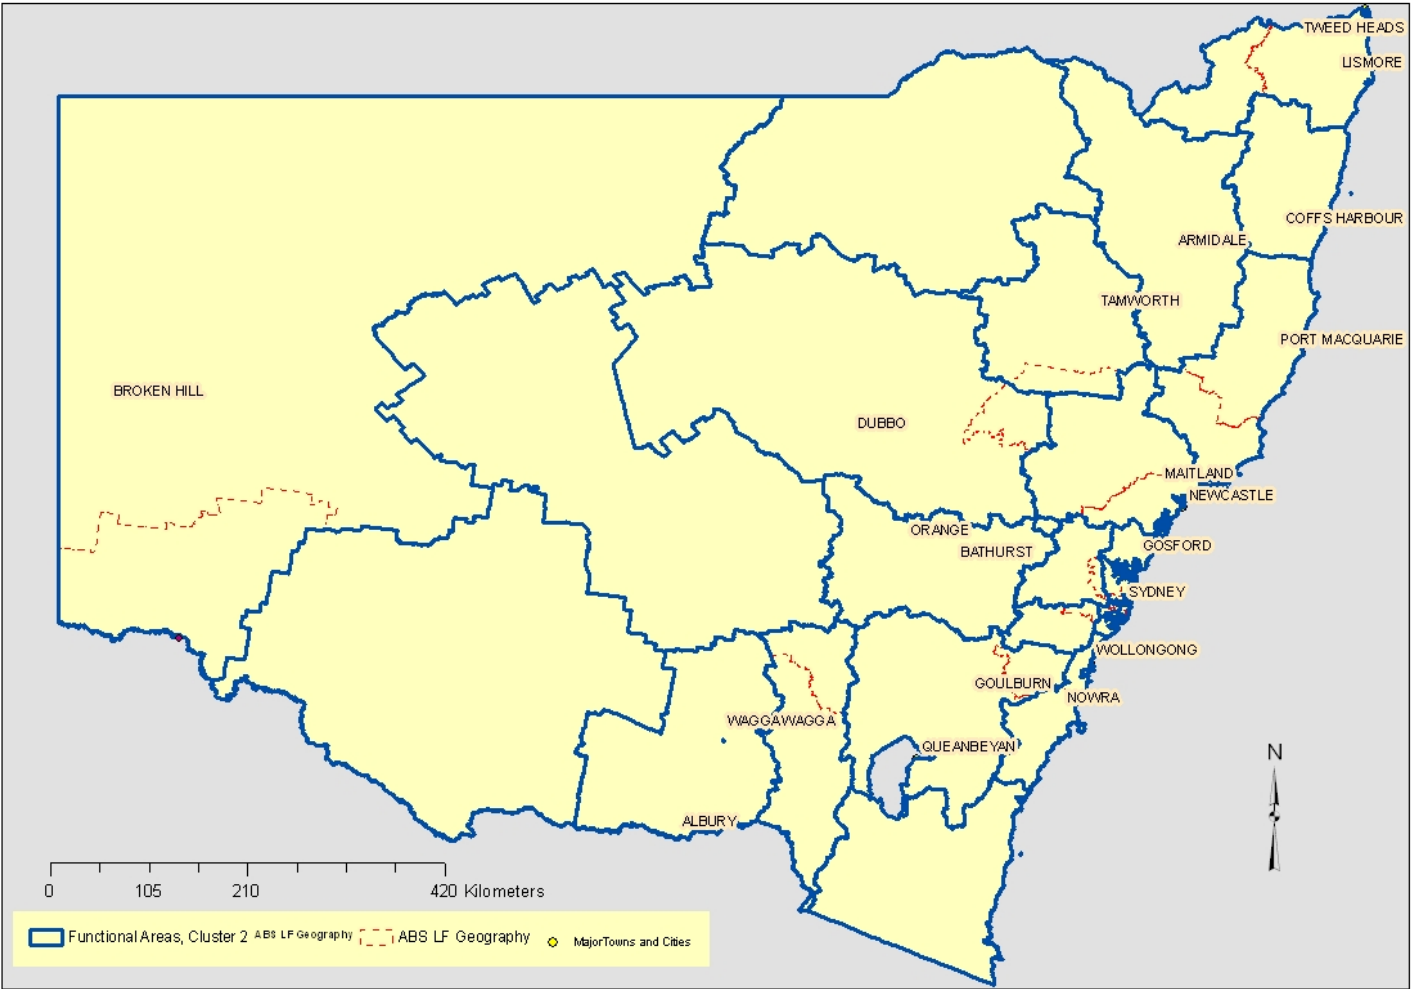 TWEED HEADS
LISMORE
COFFS HARBOUR
ARMIDALE
TAMWORTH
PORT MACQUARIE
BROKEN HILL
DUBBO
MAITLAND
NEWCASTLE
ORANGE
BATHURST
GOSFORD
SYDNEY
WOLLONGONG
GOULBURN
NOWRA
WAGGAWAGGA
QUEANBEYAN
ALBURY
N
0 105 210 420 Kilometers
Functional Areas, Cluster 2 ABS LF Geography ABS LF Geography MajorTowns and Cities